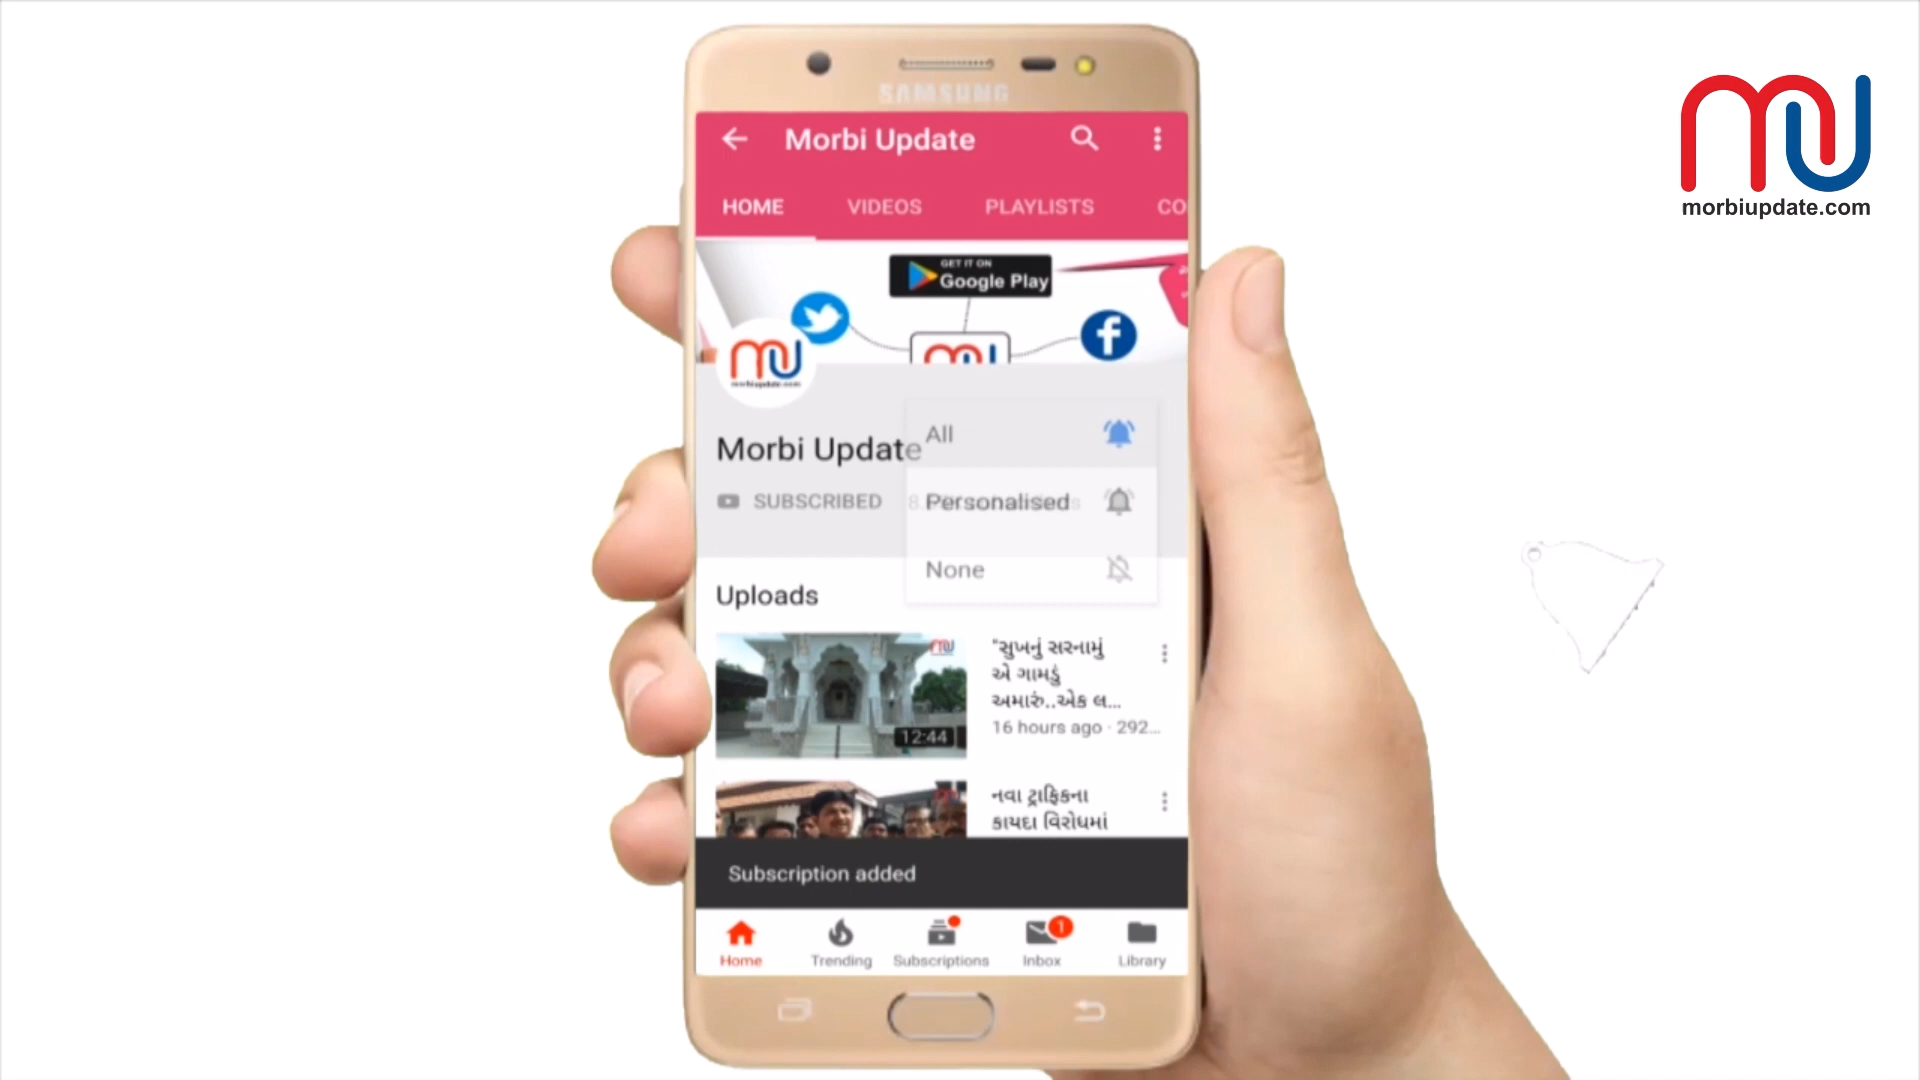 SAMSUNG
Morbi Update
HOME VIDEOS PLAYLISTS CO
GET IT ON
Google Play
morbiupdate.com
morbiupdate.com
Morbi Update
All
SUBSCRIBED
Personalised
None
Uploads
"સુખનું સરનામું
એ ગામડું
અમારું..એક લ...
16 hours ago · 292...
12:44
નવા ટ્રાફિકના
કાયદા વિરોધમાં
Subscription added
Home Trending Subscriptions Inbox 1 Library